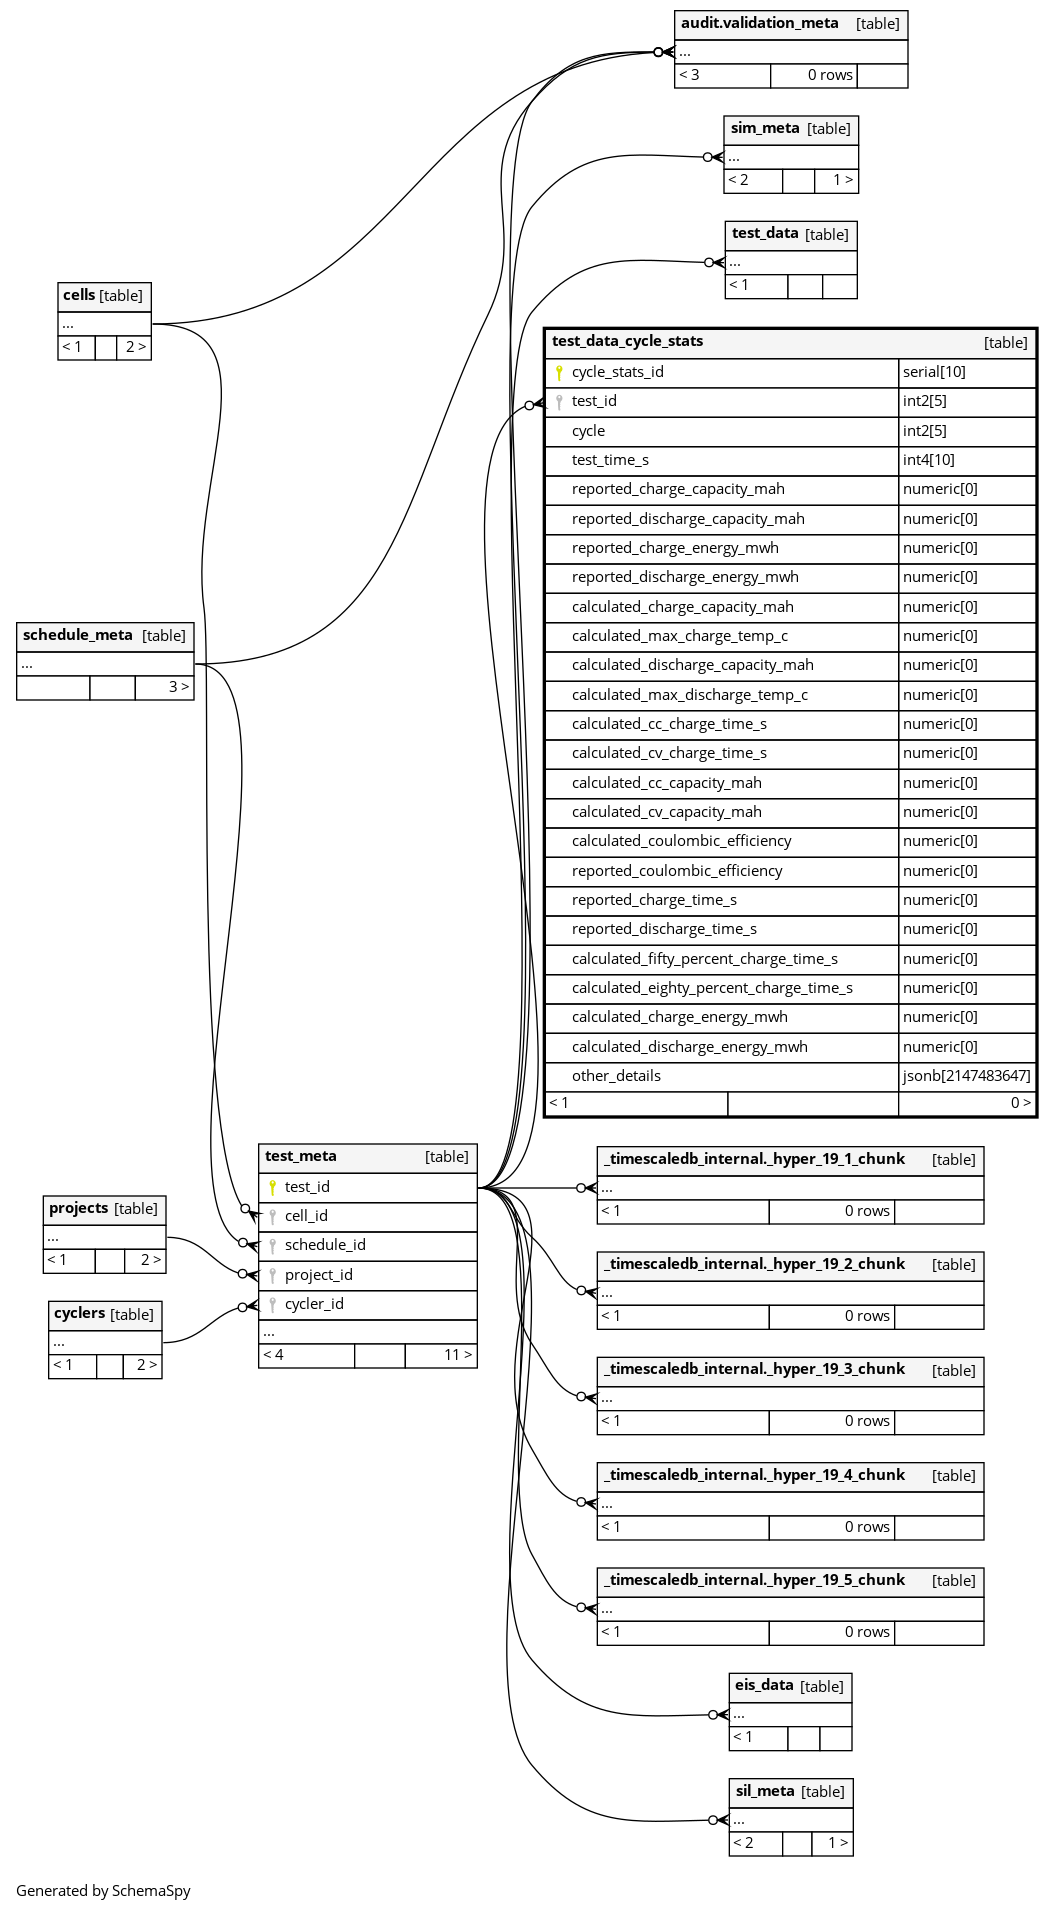 audit.validation_meta [table]
...
< 3 0 rows
sim_meta [table]
...
< 2 1 >
test_data [table]
...
< 1
cells [table]
...
< 1 2 >
test_data_cycle_stats [table]
cycle_stats_id serial[10]
test_id int2[5]
cycle int2[5]
test_time_s int4[10]
reported_charge_capacity_mah numeric[0]
reported_discharge_capacity_mah numeric[0]
reported_charge_energy_mwh numeric[0]
reported_discharge_energy_mwh numeric[0]
calculated_charge_capacity_mah numeric[0]
calculated_max_charge_temp_c numeric[0]
calculated_discharge_capacity_mah numeric[0]
calculated_max_discharge_temp_c numeric[0]
calculated_cc_charge_time_s numeric[0]
calculated_cv_charge_time_s numeric[0]
calculated_cc_capacity_mah numeric[0]
calculated_cv_capacity_mah numeric[0]
calculated_coulombic_efficiency numeric[0]
reported_coulombic_efficiency numeric[0]
reported_charge_time_s numeric[0]
reported_discharge_time_s numeric[0]
calculated_fifty_percent_charge_time_s numeric[0]
calculated_eighty_percent_charge_time_s numeric[0]
calculated_charge_energy_mwh numeric[0]
calculated_discharge_energy_mwh numeric[0]
other_details jsonb[2147483647]
< 1 0 >
schedule_meta [table]
...
3 >
test_meta [table]
test_id
cell_id
schedule_id
project_id
cycler_id
...
< 4 11 >
projects [table]
...
< 1 2 >
cyclers [table]
...
< 1 2 >
_timescaledb_internal._hyper_19_1_chunk [table]
...
< 1 0 rows
_timescaledb_internal._hyper_19_2_chunk [table]
...
< 1 0 rows
_timescaledb_internal._hyper_19_3_chunk [table]
...
< 1 0 rows
_timescaledb_internal._hyper_19_4_chunk [table]
...
< 1 0 rows
_timescaledb_internal._hyper_19_5_chunk [table]
...
< 1 0 rows
eis_data [table]
...
< 1
sil_meta [table]
...
< 2 1 >
Generated by SchemaSpy